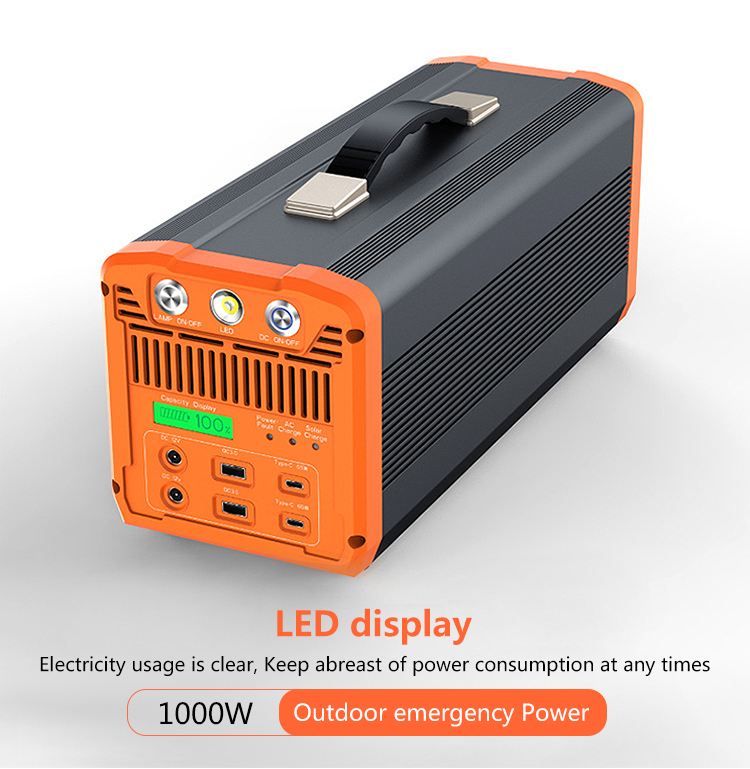 LAMP ON-OFF
LED
DC ON-OFF
Capacity Display
100%
Power Fault
AC Charge
Solar Charge
DC 12V
QC3.0
Type-C 65W
DC 12V
QC3.0
Type-C 65W
LED display
Electricity usage is clear, Keep abreast of power consumption at any times
1000W
Outdoor emergency Power